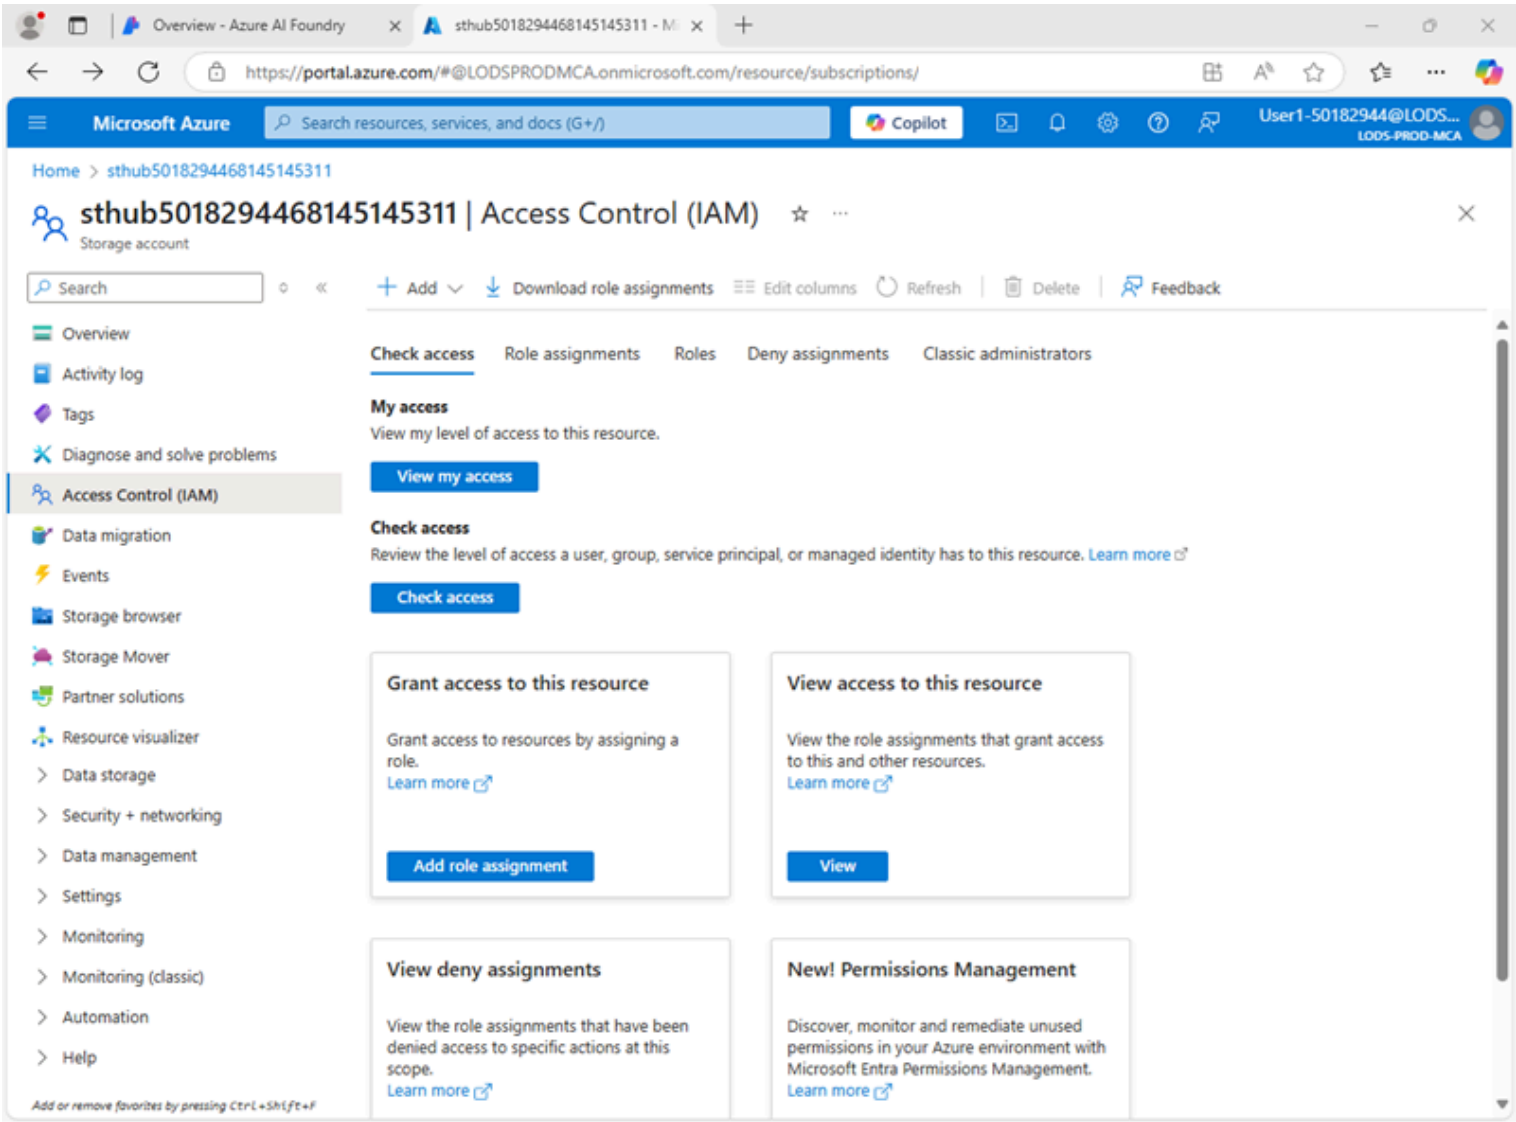 Overview - Azure AI Foundry
sthub5018294468145145311 - Mi
https://portal.azure.com/#@LODSPRODMCA.onmicrosoft.com/resource/subscriptions/
Microsoft Azure
Search resources, services, and docs (G+/)
Copilot
User1-50182944@LODS...
LODS-PROD-MCA
Home > sthub5018294468145145311
sthub5018294468145145311 | Access Control (IAM)
Storage account
Search
Add
Download role assignments
Edit columns
Refresh
Delete
Feedback
Overview
Activity log
Tags
Diagnose and solve problems
Access Control (IAM)
Data migration
Events
Storage browser
Storage Mover
Partner solutions
Resource visualizer
Data storage
Security + networking
Data management
Settings
Monitoring
Monitoring (classic)
Automation
Help
Add or remove favorites by pressing Ctrl+Shift+F
Check access
Role assignments
Roles
Deny assignments
Classic administrators
My access
View my level of access to this resource.
View my access
Check access
Review the level of access a user, group, service principal, or managed identity has to this resource. Learn more
Check access
Grant access to this resource
Grant access to resources by assigning a
role.
Learn more
Add role assignment
View access to this resource
View the role assignments that grant access
to this and other resources.
Learn more
View
View deny assignments
View the role assignments that have been
denied access to specific actions at this
scope.
Learn more
New! Permissions Management
Discover, monitor and remediate unused
permissions in your Azure environment with
Microsoft Entra Permissions Management.
Learn more